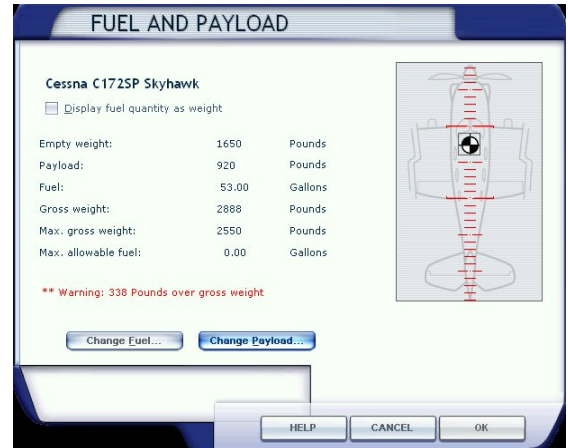 FUEL AND PAYLOAD
Cessna C172SP Skyhawk
Display fuel quantity as weight
Empty weight: 1650 Pounds
Payload: 920 Pounds
Fuel: 53.00 Gallons
Gross weight: 2888 Pounds
Max. gross weight: 2550 Pounds
Max. allowable fuel: 0.00 Gallons
** Warning: 338 Pounds over gross weight
Change Fuel... Change Payload...
HELP CANCEL OK